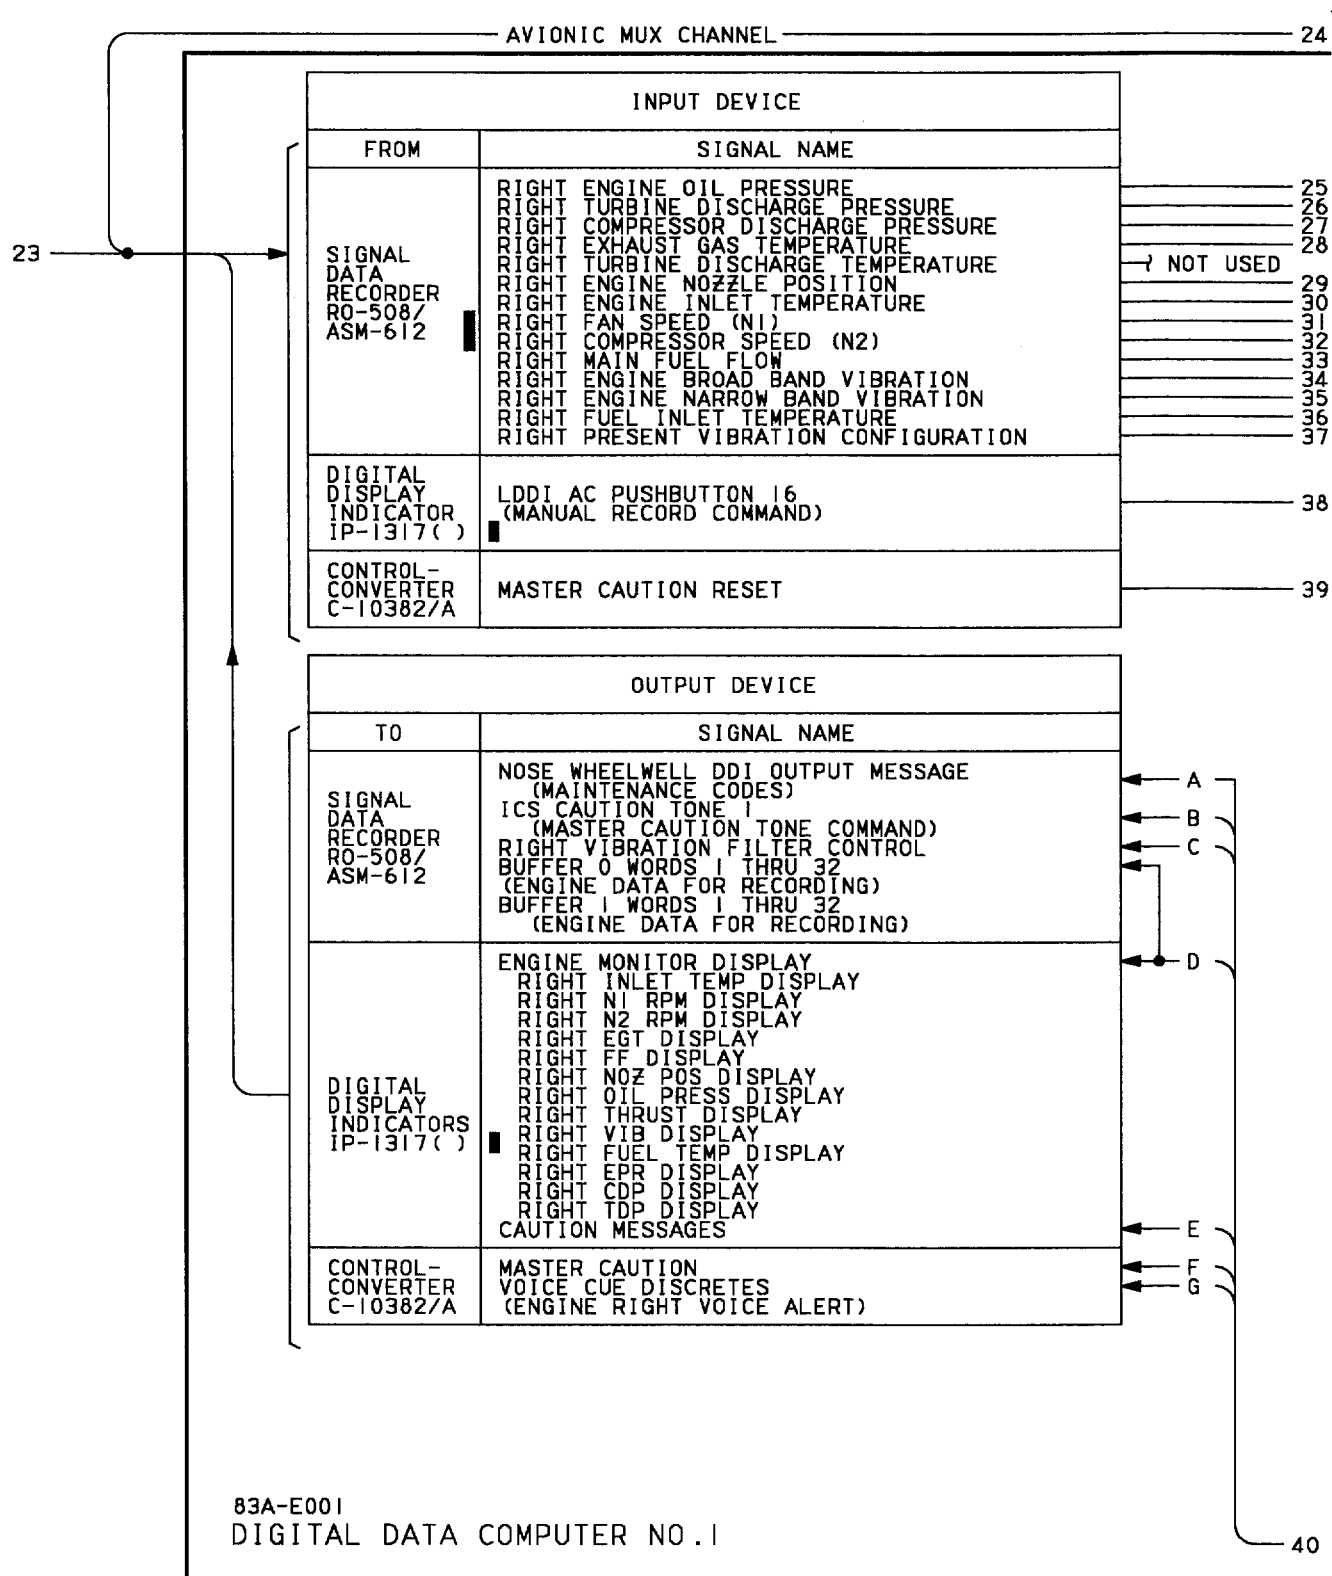 AVIONIC MUX CHANNEL 24
INPUT DEVICE
FROM SIGNAL NAME
23
SIGNAL
DATA
RECORDER
RO-508/
ASM-612
RIGHT ENGINE OIL PRESSURE 25
RIGHT TURBINE DISCHARGE PRESSURE 26
RIGHT COMPRESSOR DISCHARGE PRESSURE 27
RIGHT EXHAUST GAS TEMPERATURE 28
RIGHT TURBINE DISCHARGE TEMPERATURE NOT USED
RIGHT ENGINE NOZZLE POSITION 29
RIGHT ENGINE INLET TEMPERATURE 30
RIGHT FAN SPEED (N1) 31
RIGHT COMPRESSOR SPEED (N2) 32
RIGHT MAIN FUEL FLOW 33
RIGHT ENGINE BROAD BAND VIBRATION 34
RIGHT ENGINE NARROW BAND VIBRATION 35
RIGHT FUEL INLET TEMPERATURE 36
RIGHT PRESENT VIBRATION CONFIGURATION 37
DIGITAL
DISPLAY
INDICATOR
IP-1317( )
LDDI AC PUSHBUTTON 16 38
(MANUAL RECORD COMMAND)
CONTROL-
CONVERTER
C-10382/A
MASTER CAUTION RESET 39
OUTPUT DEVICE
TO SIGNAL NAME
SIGNAL
DATA
RECORDER
RO-508/
ASM-612
NOSE WHEELWELL DDI OUTPUT MESSAGE A
(MAINTENANCE CODES)
ICS CAUTION TONE 1 B
(MASTER CAUTION TONE COMMAND)
RIGHT VIBRATION FILTER CONTROL C
BUFFER 0 WORDS 1 THRU 32
(ENGINE DATA FOR RECORDING)
BUFFER 1 WORDS 1 THRU 32
(ENGINE DATA FOR RECORDING)
DIGITAL
DISPLAY
INDICATORS
IP-1317( )
ENGINE MONITOR DISPLAY D
RIGHT INLET TEMP DISPLAY
RIGHT N1 RPM DISPLAY
RIGHT N2 RPM DISPLAY
RIGHT EGT DISPLAY
RIGHT FF DISPLAY
RIGHT NOZ POS DISPLAY
RIGHT OIL PRESS DISPLAY
RIGHT THRUST DISPLAY
RIGHT VIB DISPLAY
RIGHT FUEL TEMP DISPLAY
RIGHT EPR DISPLAY
RIGHT CDP DISPLAY
RIGHT TDP DISPLAY
CAUTION MESSAGES E
CONTROL-
CONVERTER
C-10382/A
MASTER CAUTION F
VOICE CUE DISCRETES G
(ENGINE RIGHT VOICE ALERT)
83A-E001
DIGITAL DATA COMPUTER NO.1
40